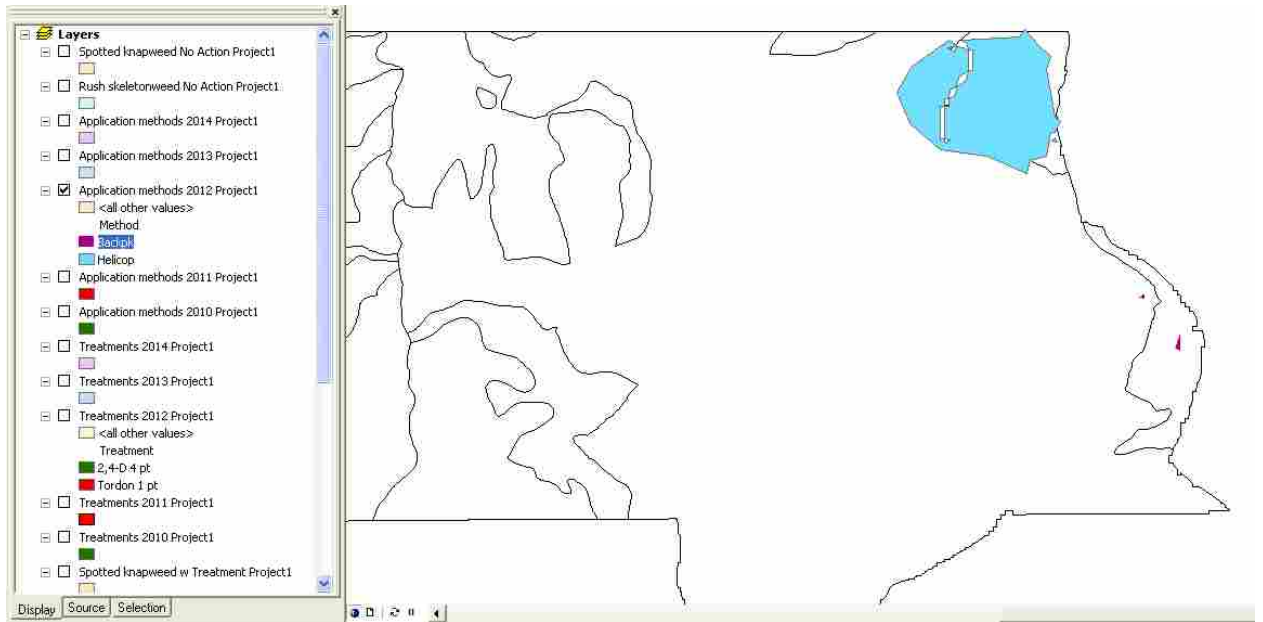 Layers
Spotted knapweed No Action Project1
Rush skeletonweed No Action Project1
Application methods 2014 Project1
Application methods 2013 Project1
Application methods 2012 Project1
<all other values>
Method
Backpk
Helicop
Application methods 2011 Project1
Application methods 2010 Project1
Treatments 2014 Project1
Treatments 2013 Project1
Treatments 2012 Project1
<all other values>
Treatment
2,4-D 4 pt
Tordon 1 pt
Treatments 2011 Project1
Treatments 2010 Project1
Spotted knapweed w Treatment Project1
Display Source Selection